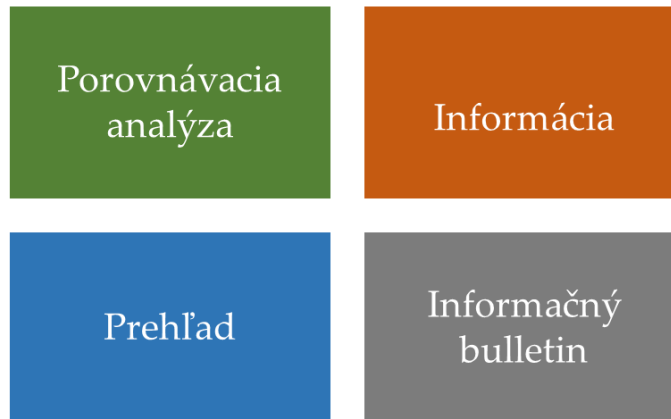 Porovnávacia
analýza
Informácia
Prehľad
Informačný
bulletin